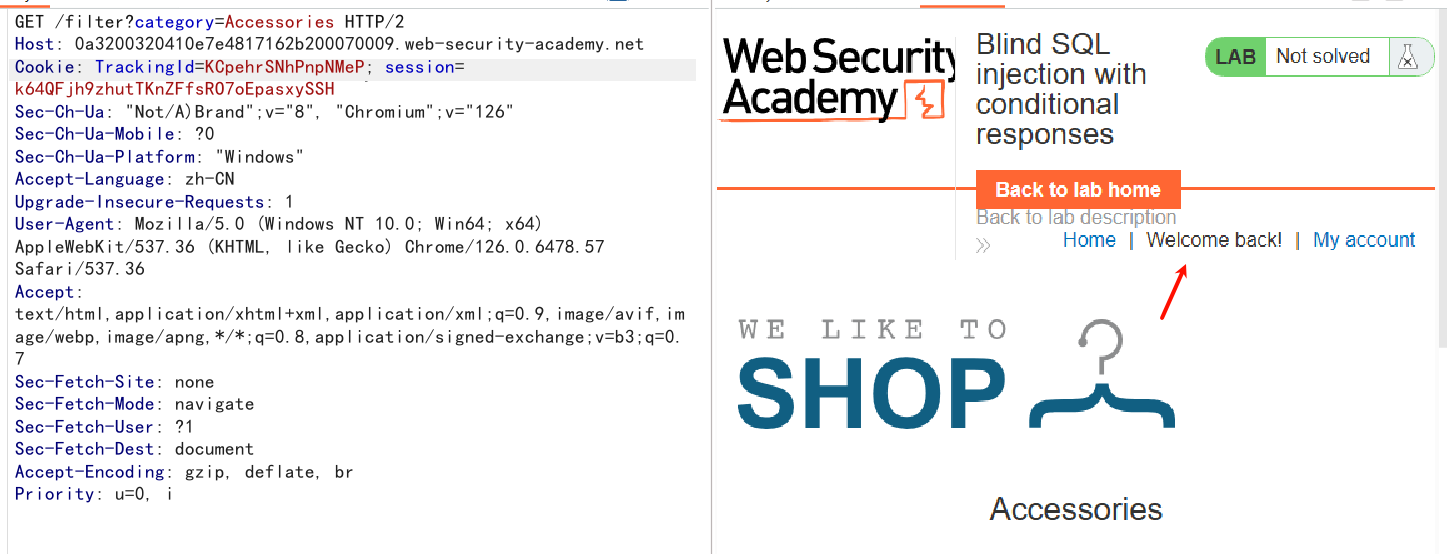 GET /filter?category=Accessories HTTP/2
Host: 0a3200320410e7e4817162b200070009.web-security-academy.net
Cookie: TrackingId=KCpehrSNhPnpNMeP; session=
k64QFjh9zhutTKnZFfsRO7oEpasxySSH
Sec-Ch-Ua: "Not/A)Brand";v="8", "Chromium";v="126"
Sec-Ch-Ua-Mobile: ?0
Sec-Ch-Ua-Platform: "Windows"
Accept-Language: zh-CN
Upgrade-Insecure-Requests: 1
User-Agent: Mozilla/5.0 (Windows NT 10.0; Win64; x64)
AppleWebKit/537.36 (KHTML, like Gecko) Chrome/126.0.6478.57
Safari/537.36
Accept:
text/html,application/xhtml+xml,application/xml;q=0.9,image/avif,im
age/webp,image/apng,*/*;q=0.8,application/signed-exchange;v=b3;q=0.
7
Sec-Fetch-Site: none
Sec-Fetch-Mode: navigate
Sec-Fetch-User: ?1
Sec-Fetch-Dest: document
Accept-Encoding: gzip, deflate, br
Priority: u=0, i
Web Security
Academy
Blind SQL
injection with
conditional
responses
LAB Not solved
Back to lab home
Back to lab description
Home | Welcome back! | My account
WE LIKE TO
SHOP
Accessories